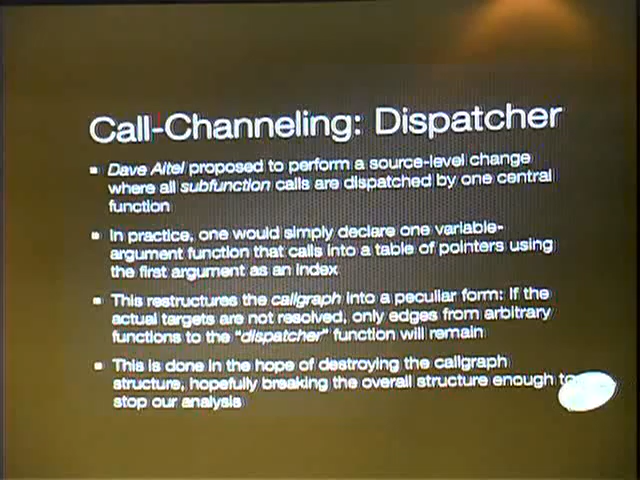 Call-Channeling: Dispatcher
Dave Aitel proposed to perform a source-level change
where all subfunction calls are dispatched by one central
function
In practice, one would simply declare one variable-
argument function that calls into a table of pointers using
the first argument as an index
This restructures the callgraph into a peculiar form: If the
actual targets are not resolved, only edges from arbitrary
functions to the "dispatcher" function will remain
This is done in the hope of destroying the callgraph
structure, hopefully breaking the overall structure enough to
stop our analysis